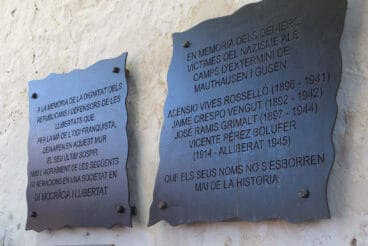 A LA MEMÒRIA DE LA DIGNITAT DELS
REPUBLICANS I DEFENSORS DE LES
LLIBERTATS QUE,
PER LA MÀ DE L'ODI FRANQUISTA,
DEIXAREN EN AQUEST MUR
EL SEU ÚLTIM SOSPIR.
AMB L'AGRAÏMENT DE LES SEGÜENTS
GENERACIONS EN UNA SOCIETAT EN
DEMOCRÀCIA I LLIBERTAT
EN MEMÒRIA DELS DENIERS
VÍCTIMES DEL NAZISME ALS
CAMPS D'EXTERMINI DE
MAUTHAUSEN I GUSEN.
ADENSIO VIVES ROSSELLÓ (1896 - 1941)
JAIME CRESPO VENGUT (1892 - 1942)
JOSÉ RAMIS GRIMALT (1897 - 1944)
VICENTE PÉREZ BOLUFER
(1914 - ALLIBERAT 1945)
QUE ELS SEUS NOMS NO S'ESBORREN
MAI DE LA HISTÒRIA